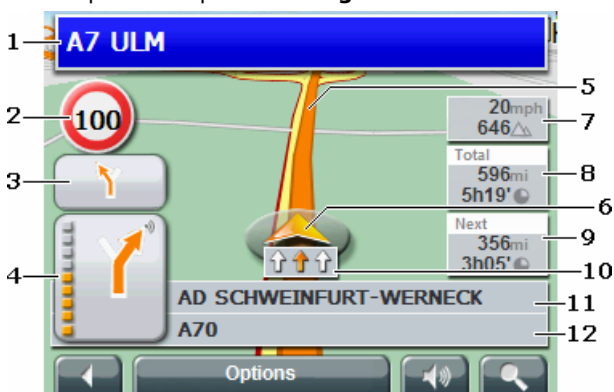 1
A7 ULM
2
100
3
4
5
20mph
646
7
Total
596mi
5h19'
8
6
Next
356mi
3h05'
9
10
AD SCHWEINFURT-WERNECK
11
A70
12
Options